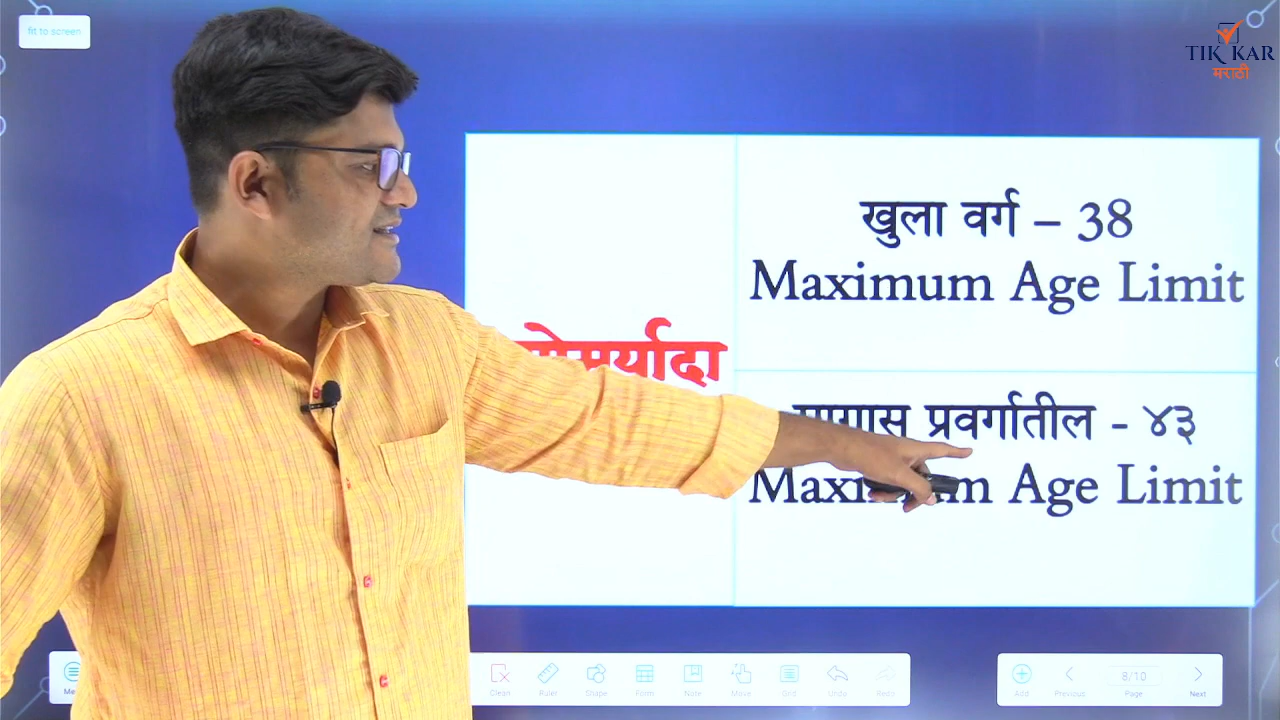 fit to screen
TIK KAR
मराठी
खुला वर्ग – 38
Maximum Age Limit
प्रवर्गातील - ४३
Age Limit
Clean
Ruler
Shape
Form
Note
Move
Grid
Undo
Redo
Add
Previous
8/10
Page
Next